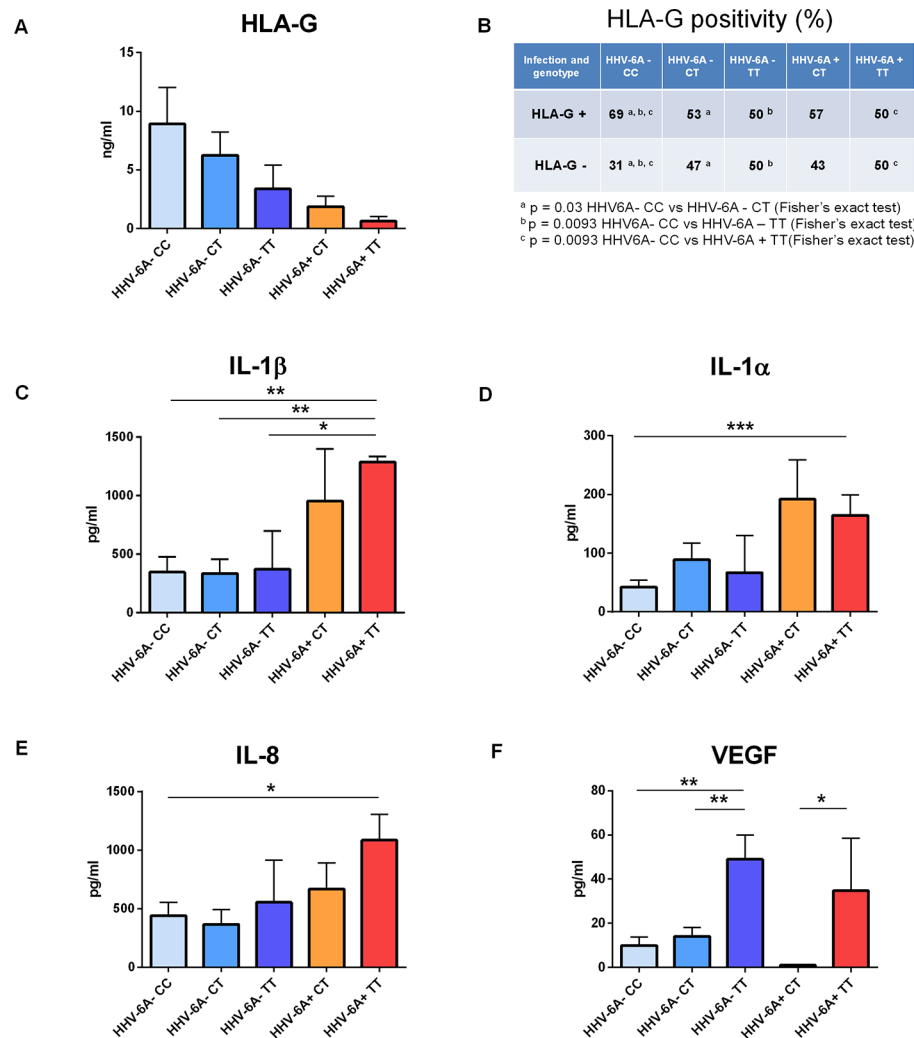 A
HLA-G
ng/ml
15
10
5
0
HHV-6A- CC
HHV-6A- CT
HHV-6A- TT
HHV-6A+ CT
HHV-6A+ TT
B
HLA-G positivity (%)
Infection and genotype HHV-6A - CC HHV-6A - CT HHV-6A - TT HHV-6A + CT HHV-6A + TT
HLA-G + 69 a, b, c 53 a 50 b 57 50 c
HLA-G - 31 a, b, c 47 a 50 b 43 50 c
a p = 0.03 HHV6A- CC vs HHV-6A - CT (Fisher's exact test)
b p = 0.0093 HHV6A- CC vs HHV-6A – TT (Fisher's exact test)
c p = 0.0093 HHV6A- CC vs HHV-6A + TT(Fisher's exact test)
C
IL-1β
**
**
*
pg/ml
1500
1000
500
0
HHV-6A- CC
HHV-6A- CT
HHV-6A- TT
HHV-6A+ CT
HHV-6A+ TT
D
IL-1α
***
pg/ml
300
200
100
0
HHV-6A- CC
HHV-6A- CT
HHV-6A- TT
HHV-6A+ CT
HHV-6A+ TT
E
IL-8
*
pg/ml
1500
1000
500
0
HHV-6A- CC
HHV-6A- CT
HHV-6A- TT
HHV-6A+ CT
HHV-6A+ TT
F
VEGF
**
**
*
pg/ml
80
60
40
20
0
HHV-6A- CC
HHV-6A- CT
HHV-6A- TT
HHV-6A+ CT
HHV-6A+ TT